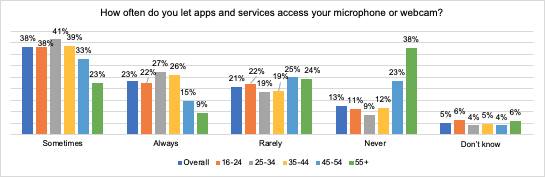 How often do you let apps and services access your microphone or webcam?
38% 38% 41% 39% 33% 23%
23% 22% 27% 26% 15% 9%
21% 22% 19% 19% 25% 24%
13% 11% 9% 12% 23% 38%
5% 6% 4% 5% 4% 6%
Sometimes Always Rarely Never Don't know
Overall 16-24 25-34 35-44 45-54 55+